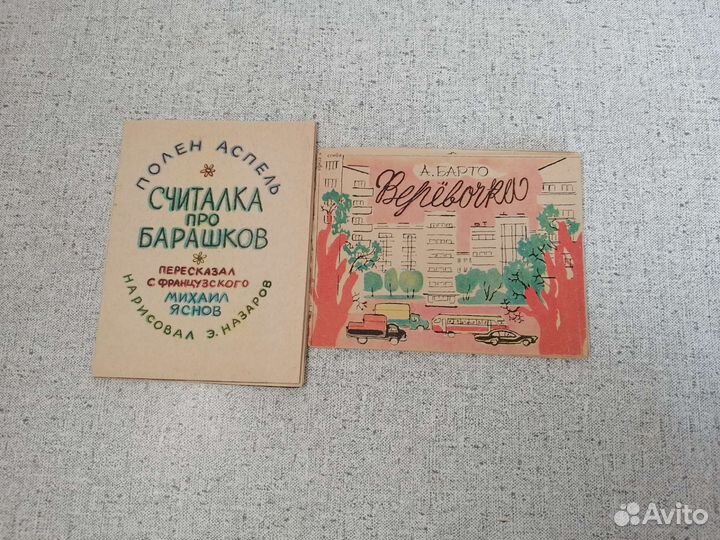 ПОЛЕН АСПЕЛЬ
СЧИТАЛКА
ПРО
БАРАШКОВ
ПЕРЕСКАЗАЛ
С ФРАНЦУЗСКОГО
МИХАИЛ
ЯСНОВ
НАРИСОВАЛ Э. НАЗАРОВ
А. БАРТО
Верёвочка
Avito